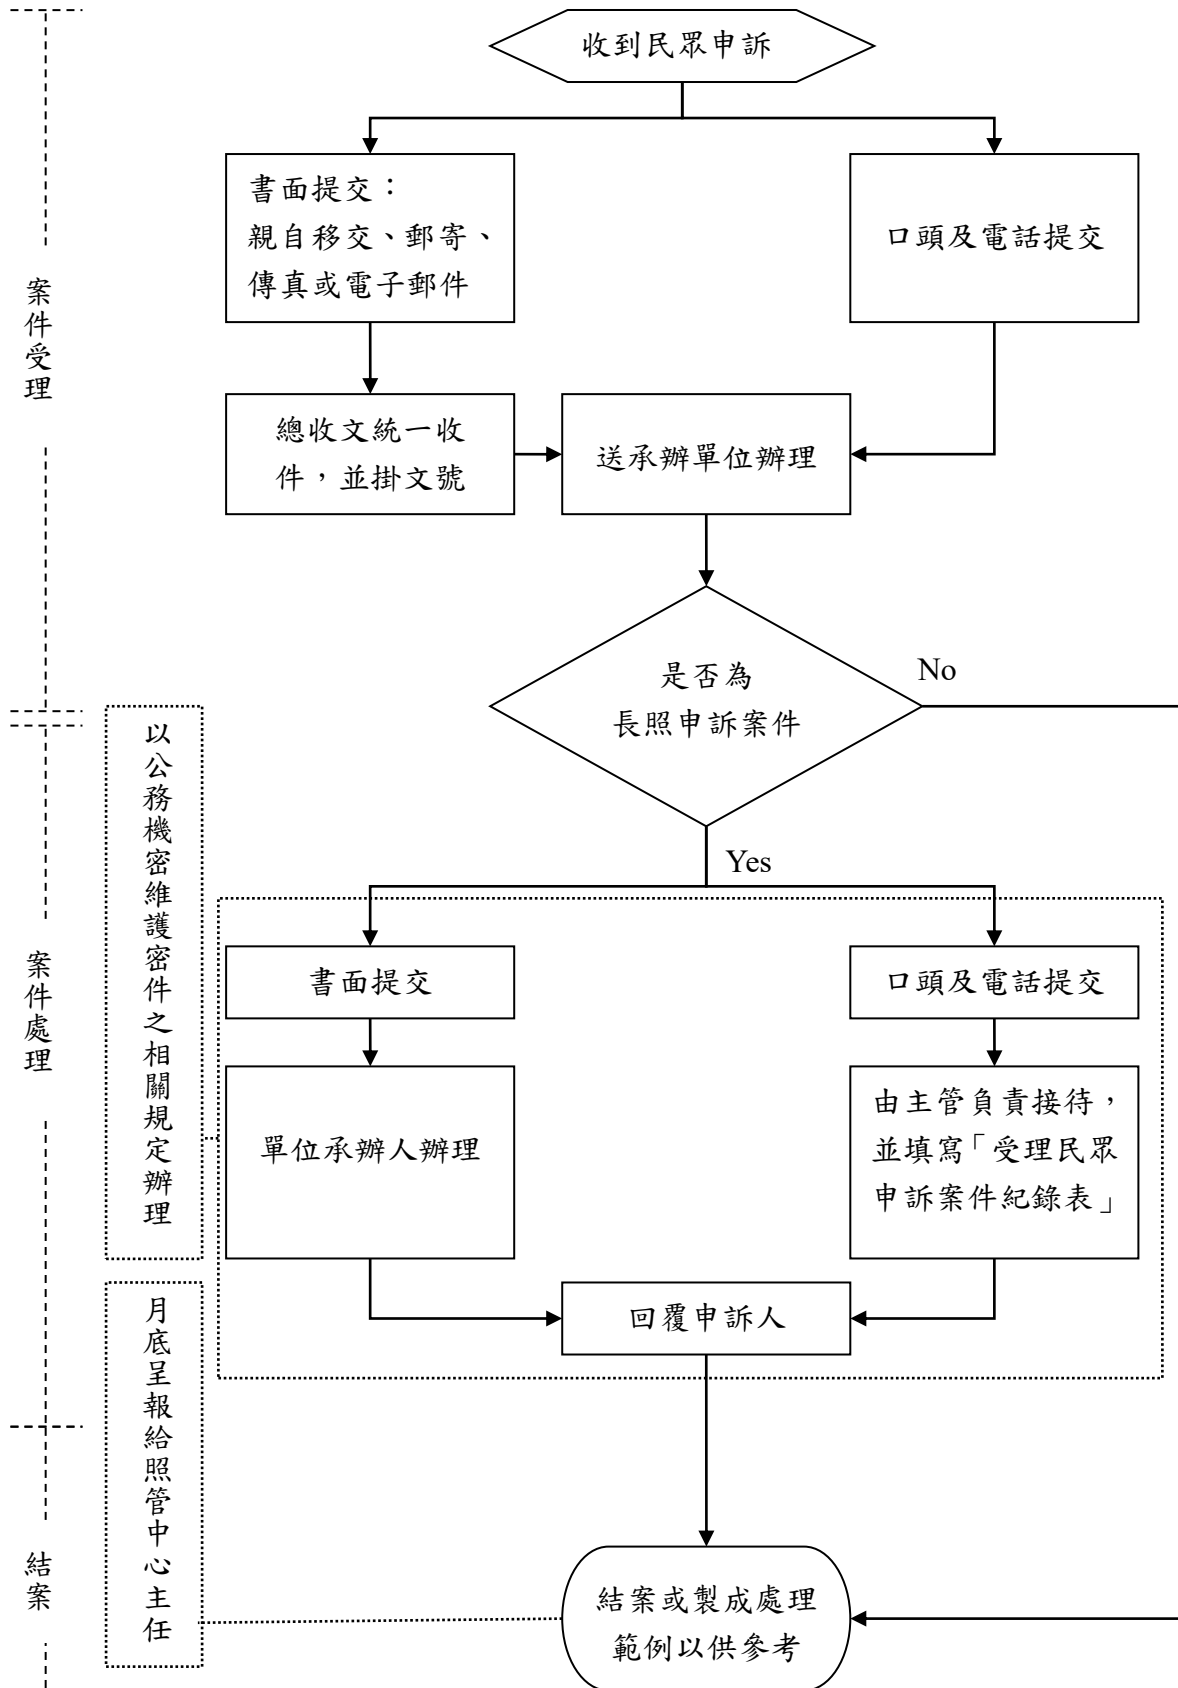 收到民眾申訴
書面提交：
親自移交、郵寄、
傳真或電子郵件
口頭及電話提交
案件受理
總收文統一收
件，並掛文號
送承辦單位辦理
是否為
長照申訴案件
No
Yes
以公務機密維護密件之相關規定辦理
案件處理
書面提交
口頭及電話提交
單位承辦人辦理
由主管負責接待，
並填寫「受理民眾
申訴案件紀錄表」
回覆申訴人
月底呈報給照管中心主任
結案
結案或製成處理
範例以供參考